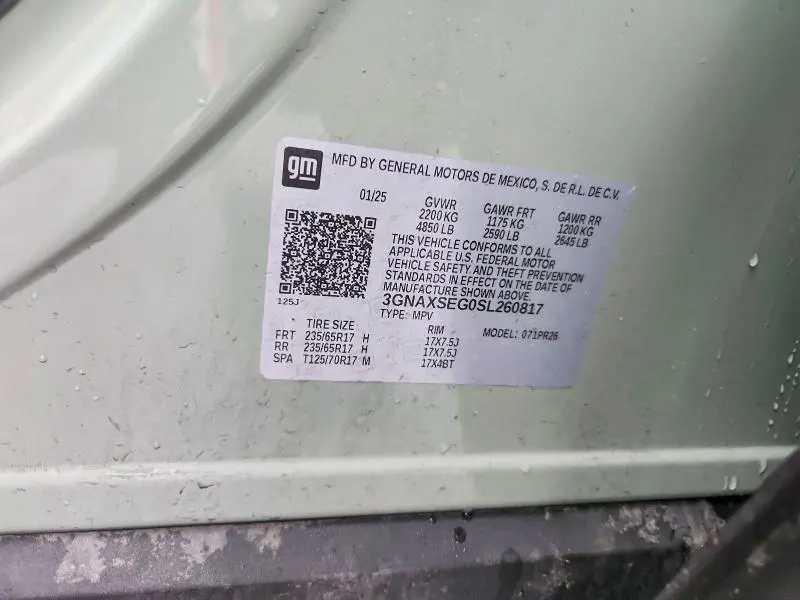 gm MFD BY GENERAL MOTORS DE MEXICO, S. DE R.L. DE C.V.
01/25 GVWR GAWR FRT GAWR RR
2200 KG 1175 KG 1200 KG
4850 LB 2590 LB 2645 LB
THIS VEHICLE CONFORMS TO ALL
APPLICABLE U.S. FEDERAL MOTOR
VEHICLE SAFETY AND THEFT PREVENTION
STANDARDS IN EFFECT ON THE DATE OF
MANUFACTURE SHOWN ABOVE.
125J 3GNAXSEG0SL260817
TYPE: MPV MODEL: 071PR26
TIRE SIZE RIM
FRT 235/65R17 H 17X7.5J
RR 235/65R17 H 17X7.5J
SPA T125/70R17 M 17X4BT